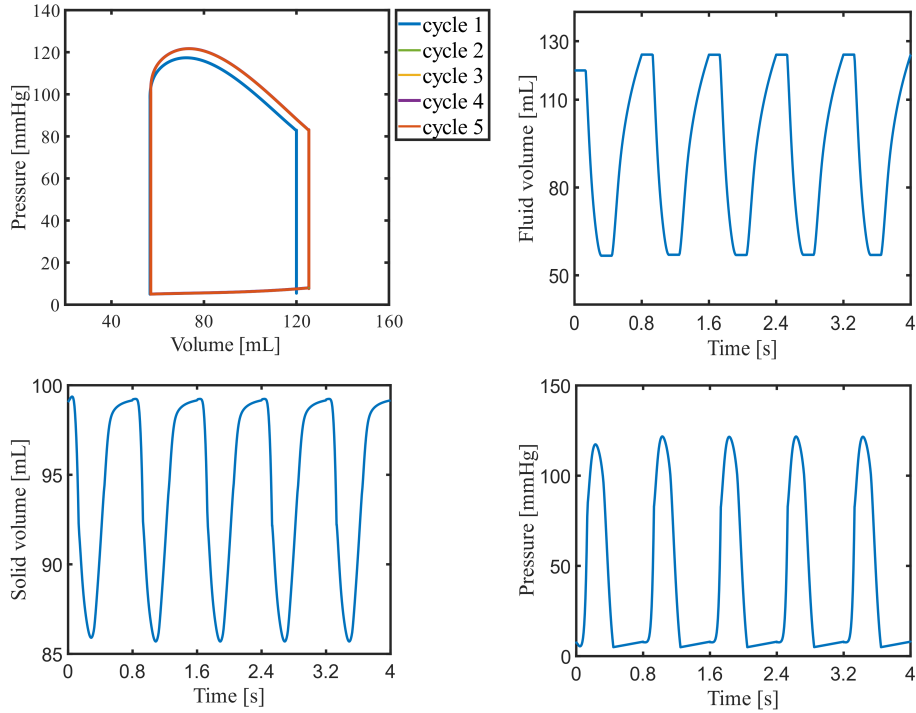 140
120
100
80
60
40
20
0
Pressure [mmHg]
40 80 120 160
Volume [mL]
cycle 1
cycle 2
cycle 3
cycle 4
cycle 5
130
110
80
50
Fluid volume [mL]
0 0.8 1.6 2.4 3.2 4
Time [s]
100
95
90
85
Solid volume [mL]
0 0.8 1.6 2.4 3.2 4
Time [s]
150
100
50
0
Pressure [mmHg]
0 0.8 1.6 2.4 3.2 4
Time [s]